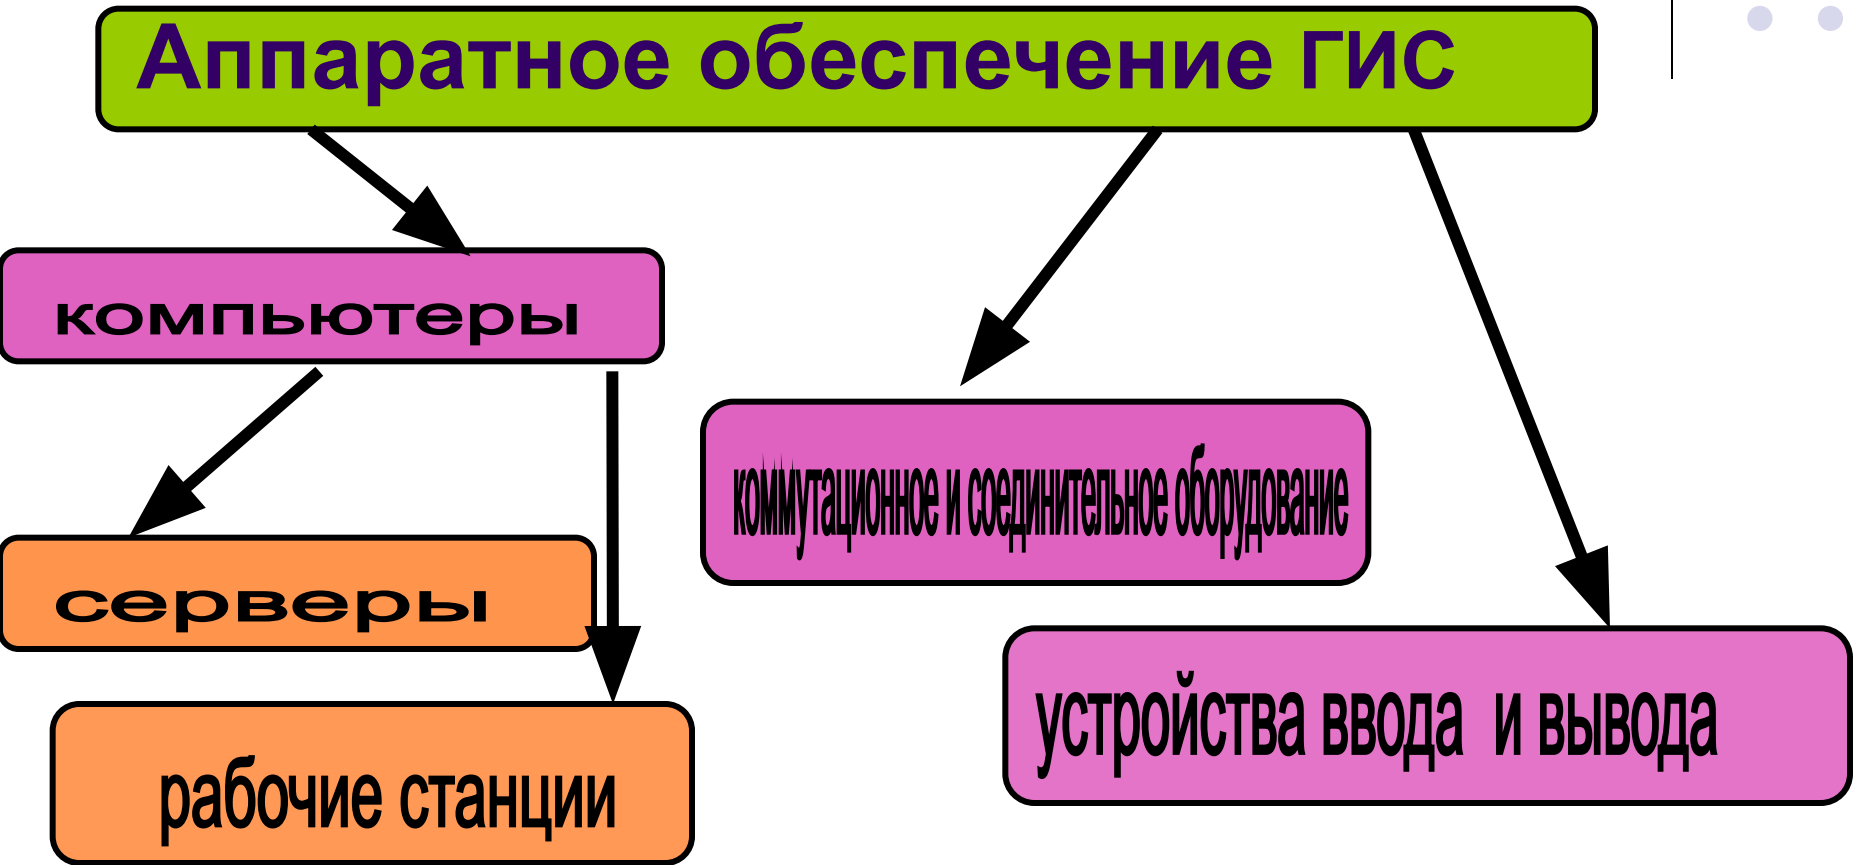 Аппаратное обеспечение ГИС
компьютеры
коммутационное и соединительное оборудование
серверы
устройства ввода и вывода
рабочие станции